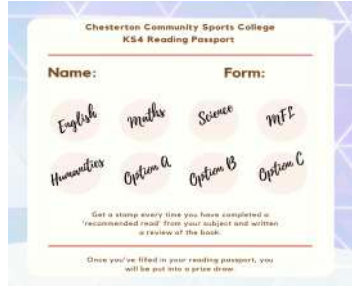 Chesterton Community Sports College
KS4 Reading Passport
Name: Form:
English Maths Science MFL
Humanities Option A Option B Option C
Get a stamp every time you have completed a
'recommended read' from your subject and written
a review of the book.
Once you've filled in your reading passport, you
will be put into a prize draw